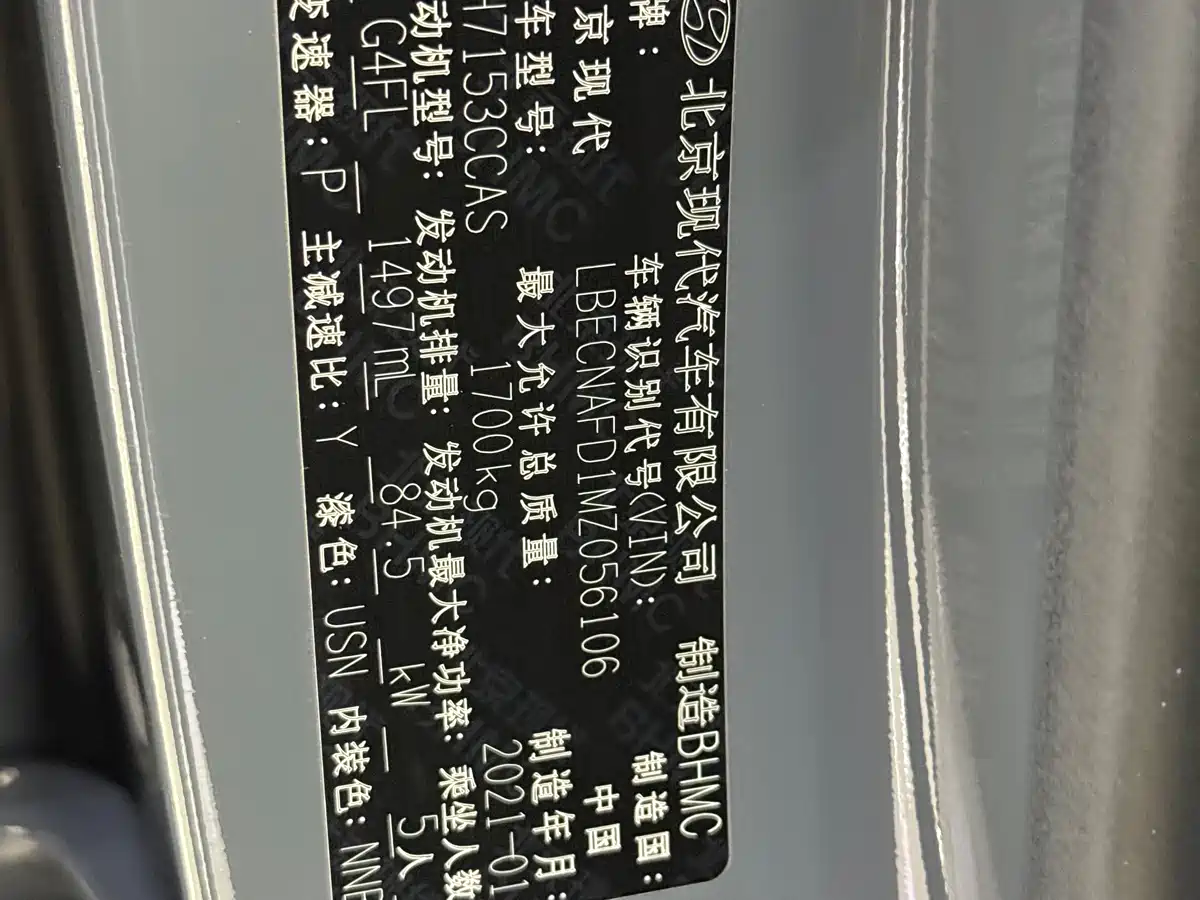 北京现代汽车有限公司 制造BHMC
牌： 车辆识别代号(VIN)： 制造国：
京现代 LBECNAFD1MZ056106 中国
车型号： 最大允许总质量： 制造年月：
H7153CCAS 1700kg 2021-01
动机型号： 发动机排量： 发动机最大净功率： 乘坐人数
G4FL 1497mL 84.5 kW 5人
变速器： P 主减速比： Y 漆色： USN 内装色： NNB